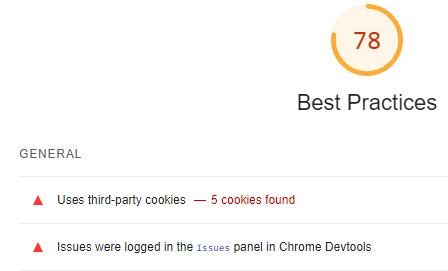 78
Best Practices
GENERAL
Uses third-party cookies — 5 cookies found
Issues were logged in the Issues panel in Chrome Devtools